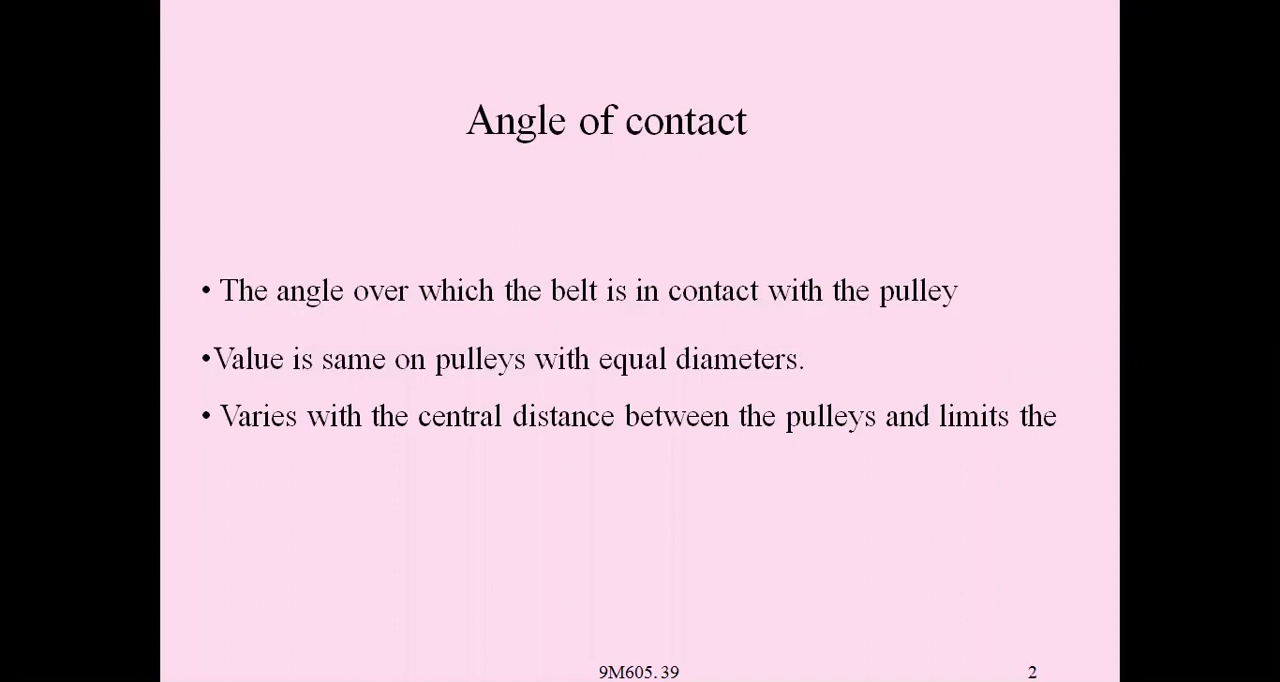 Angle of contact
• The angle over which the belt is in contact with the pulley
•Value is same on pulleys with equal diameters.
• Varies with the central distance between the pulleys and limits the
9M605.39
2